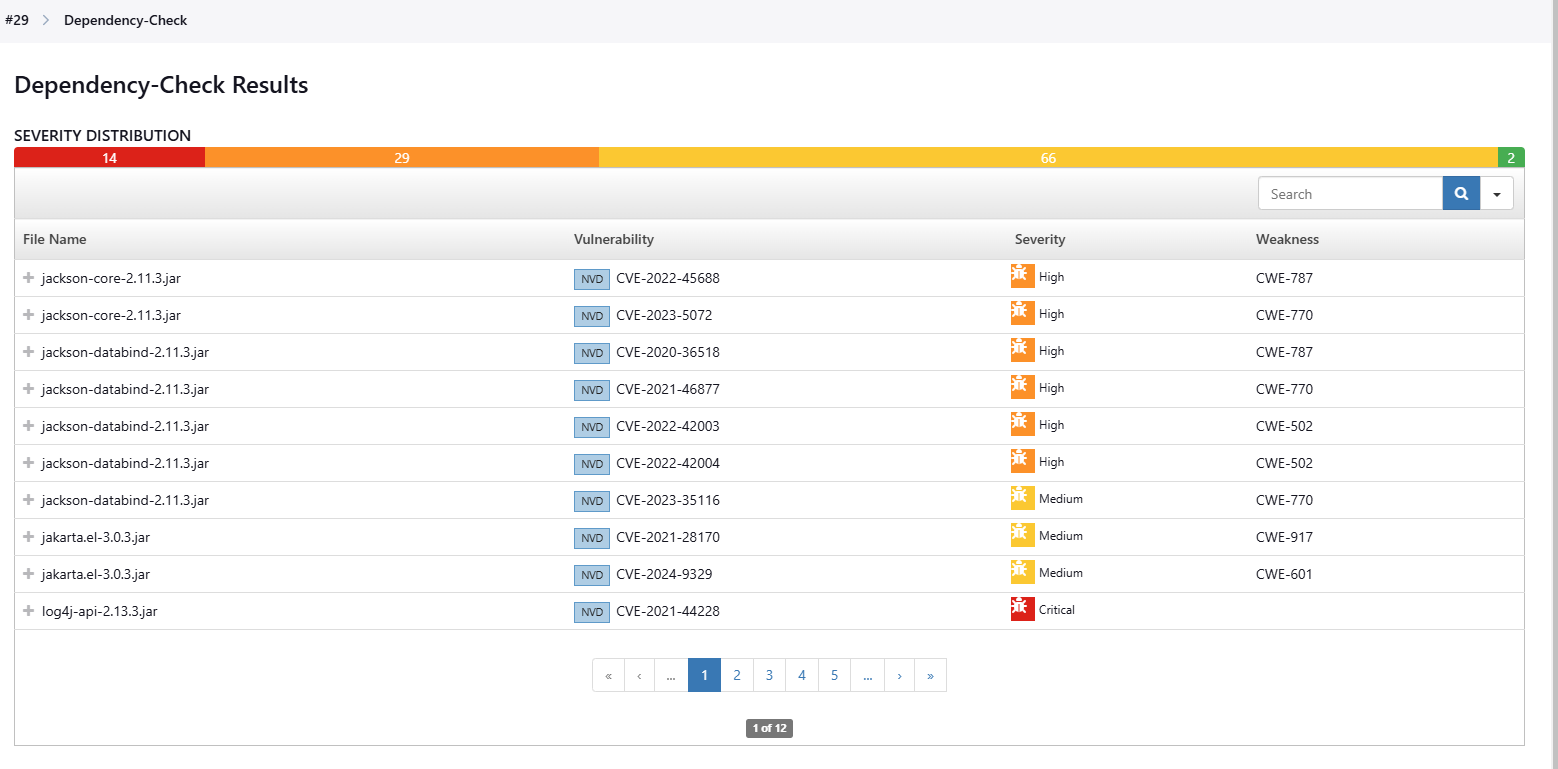 #29 > Dependency-Check
Dependency-Check Results
SEVERITY DISTRIBUTION
14 29 66 2
Search
File Name Vulnerability Severity Weakness
jackson-core-2.11.3.jar NVD CVE-2022-45688 High CWE-787
jackson-core-2.11.3.jar NVD CVE-2023-5072 High CWE-770
jackson-databind-2.11.3.jar NVD CVE-2020-36518 High CWE-787
jackson-databind-2.11.3.jar NVD CVE-2021-46877 High CWE-770
jackson-databind-2.11.3.jar NVD CVE-2022-42003 High CWE-502
jackson-databind-2.11.3.jar NVD CVE-2022-42004 High CWE-502
jackson-databind-2.11.3.jar NVD CVE-2023-35116 Medium CWE-770
jakarta.el-3.0.3.jar NVD CVE-2021-28170 Medium CWE-917
jakarta.el-3.0.3.jar NVD CVE-2024-9329 Medium CWE-601
log4j-api-2.13.3.jar NVD CVE-2021-44228 Critical
« ‹ ... 1 2 3 4 5 ... › »
1 of 12